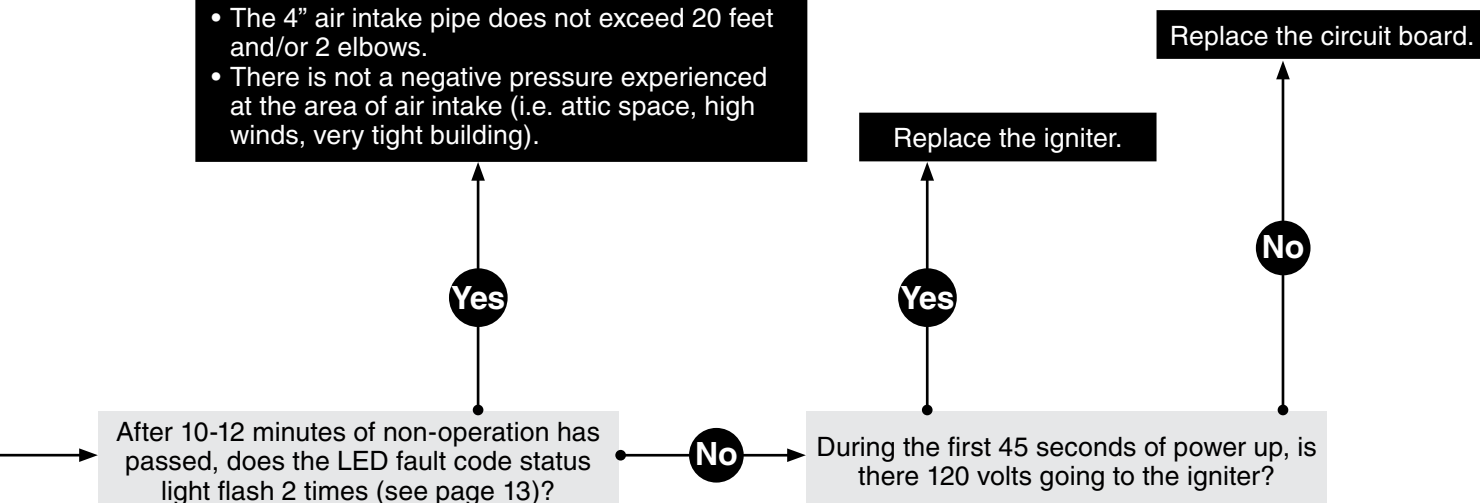 • The 4” air intake pipe does not exceed 20 feet
and/or 2 elbows.
• There is not a negative pressure experienced
at the area of air intake (i.e. attic space, high
winds, very tight building).
Replace the circuit board.
Replace the igniter.
No
Yes
Yes
After 10-12 minutes of non-operation has
passed, does the LED fault code status
light flash 2 times (see page 13)?
No
During the first 45 seconds of power up, is
there 120 volts going to the igniter?